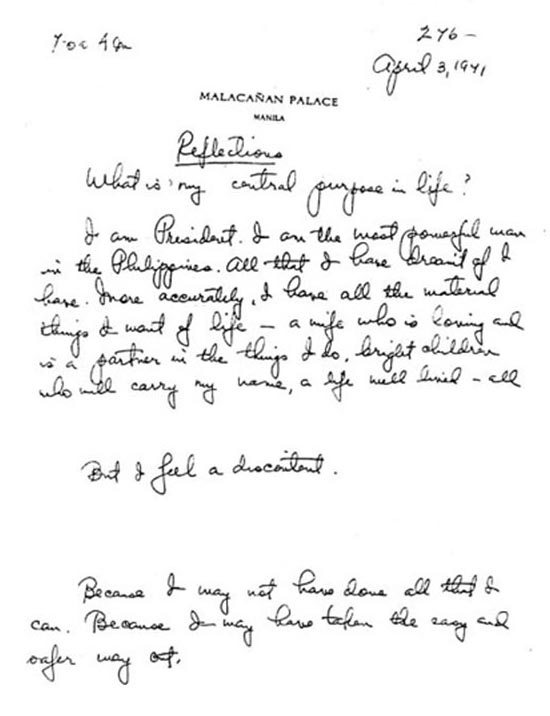 276-
April 3, 1971
MALACAÑAN PALACE
MANILA
Reflections
What is my central purpose in life?
I am President. I am the most powerful man
in the Philippines. All that I have dreamt of I
have. More accurately, I have all the material
things I want of life - a wife who is loving and
is a partner in the things I do, bright children
who will carry my name, a life well lived - all
But I feel a discontent.
Because I may not have done all that I
can. Because I may have taken the easy and
safer way out.